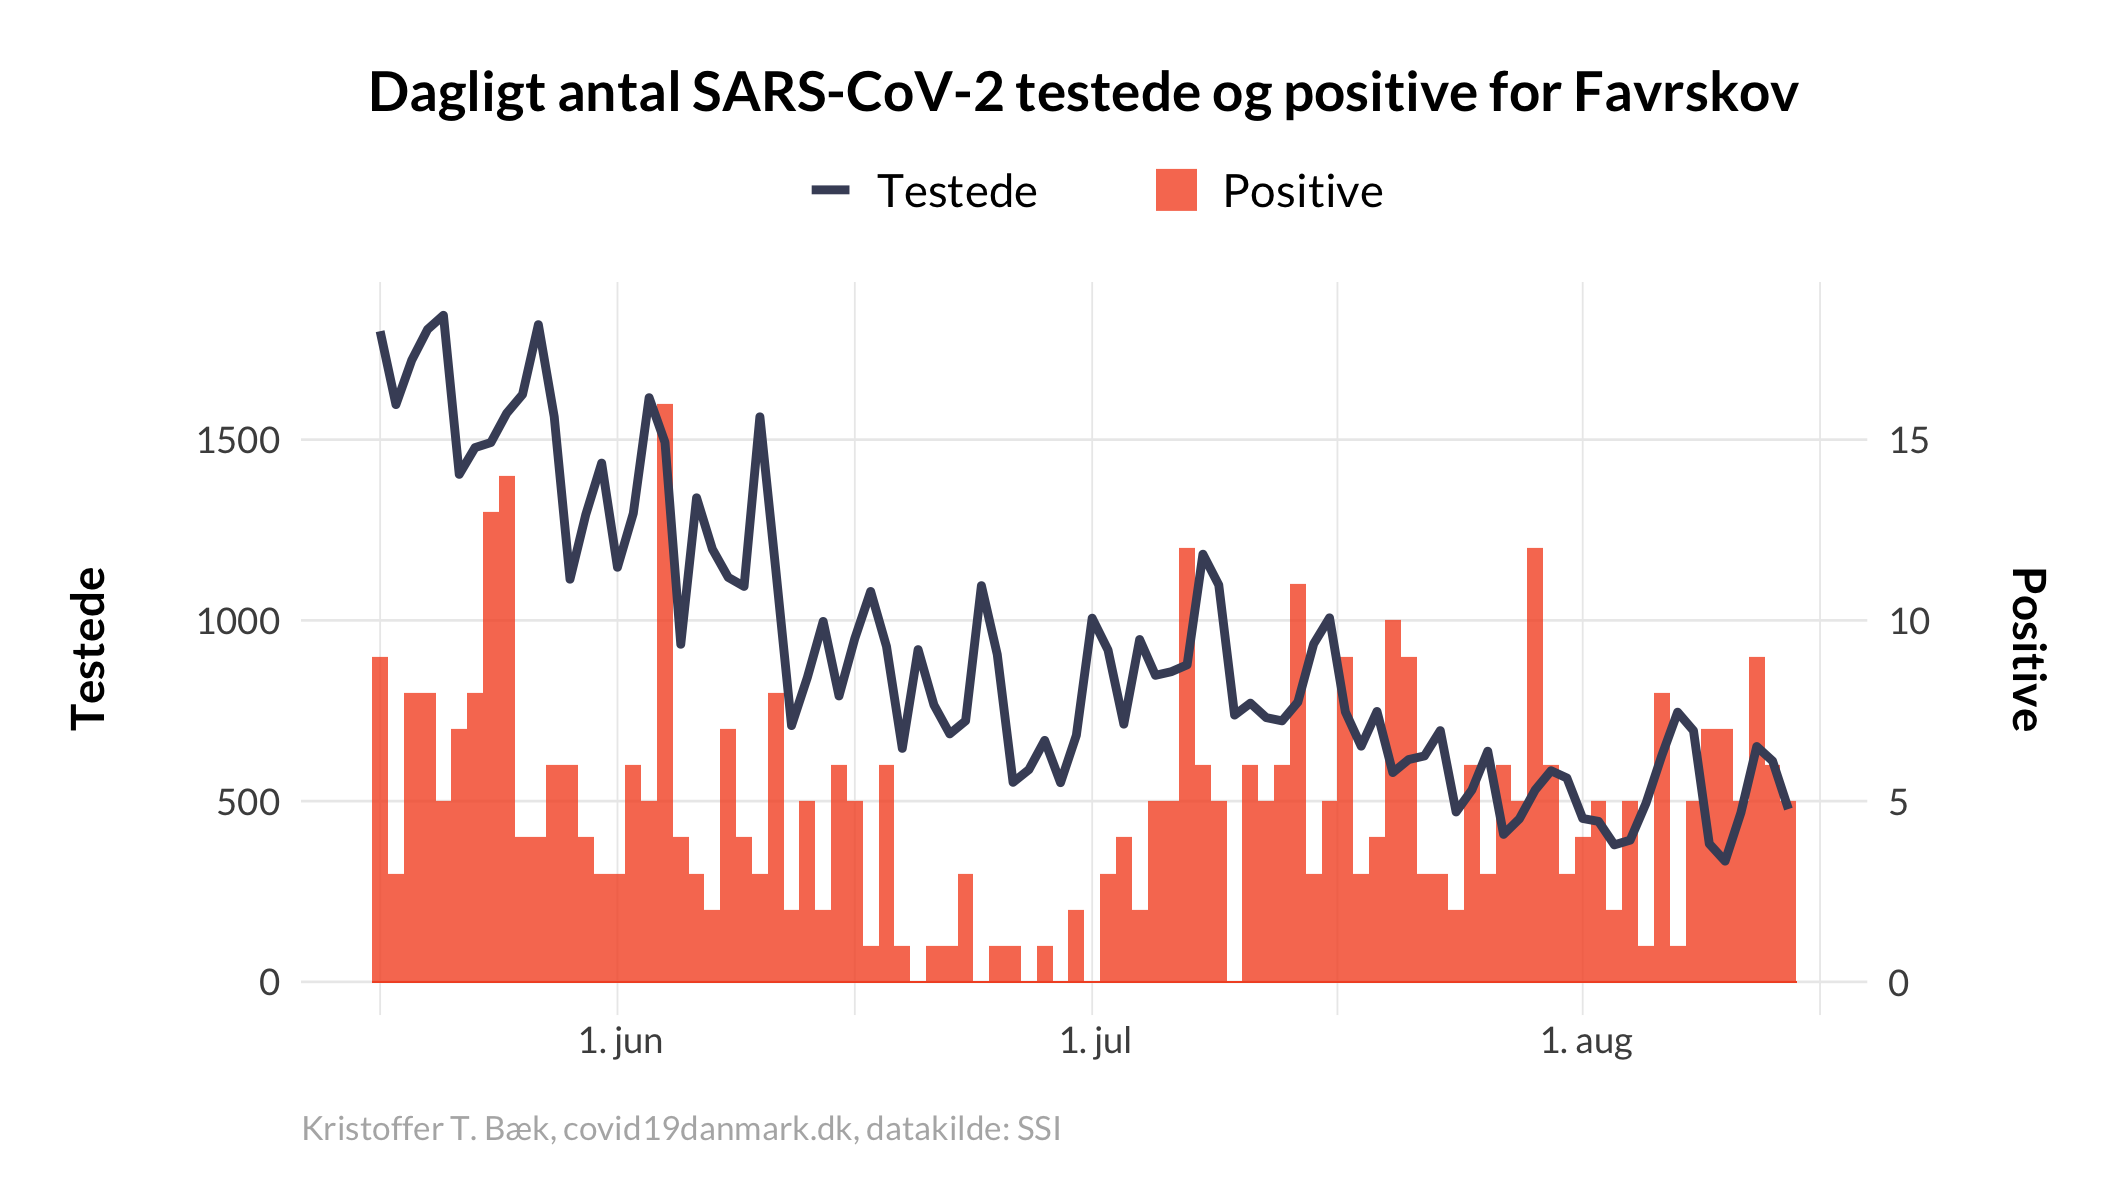 Dagligt antal SARS-CoV-2 testede og positive for Favrskov
Testede Positive
Testede
1500
1000
500
0
15
10
5
0
Positive
1. jun 1. jul 1. aug
Kristoffer T. Bæk, covid19danmark.dk, datakilde: SSI